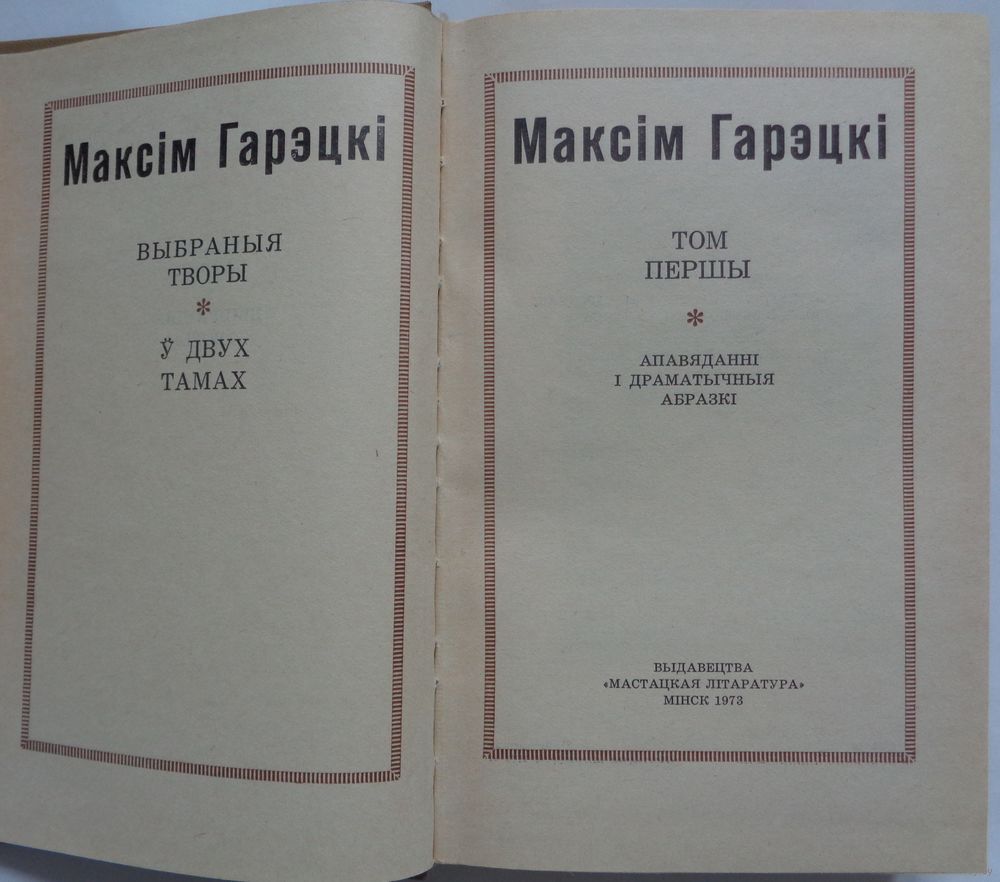 Максім Гарэцкі
ВЫБРАНЫЯ
ТВОРЫ
*
Ў ДВУХ
ТАМАХ
Максім Гарэцкі
ТОМ
ПЕРШЫ
*
АПАВЯДАННІ
І ДРАМАТЫЧНЫЯ
АБРАЗКІ
ВЫДАВЕЦТВА
«МАСТАЦКАЯ ЛІТАРАТУРА»
МІНСК 1973